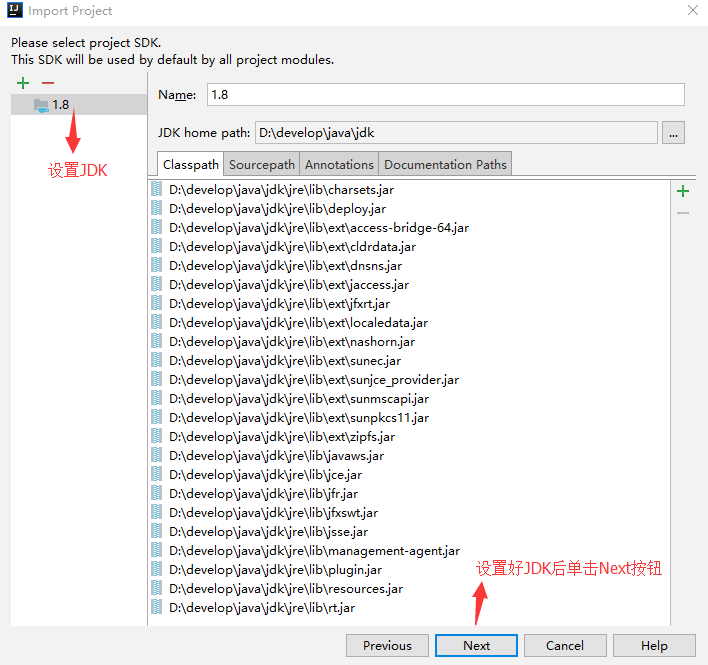 IJ Import Project
Please select project SDK.
This SDK will be used by default by all project modules.
1.8
设置JDK
Name: 1.8
JDK home path: D:\develop\java\jdk ...
Classpath Sourcepath Annotations Documentation Paths
D:\develop\java\jdk\jre\lib\charsets.jar
D:\develop\java\jdk\jre\lib\deploy.jar
D:\develop\java\jdk\jre\lib\ext\access-bridge-64.jar
D:\develop\java\jdk\jre\lib\ext\cldrdata.jar
D:\develop\java\jdk\jre\lib\ext\dnsns.jar
D:\develop\java\jdk\jre\lib\ext\jaccess.jar
D:\develop\java\jdk\jre\lib\ext\jfxrt.jar
D:\develop\java\jdk\jre\lib\ext\localedata.jar
D:\develop\java\jdk\jre\lib\ext\nashorn.jar
D:\develop\java\jdk\jre\lib\ext\sunec.jar
D:\develop\java\jdk\jre\lib\ext\sunjce_provider.jar
D:\develop\java\jdk\jre\lib\ext\sunmscapi.jar
D:\develop\java\jdk\jre\lib\ext\sunpkcs11.jar
D:\develop\java\jdk\jre\lib\ext\zipfs.jar
D:\develop\java\jdk\jre\lib\javaws.jar
D:\develop\java\jdk\jre\lib\jce.jar
D:\develop\java\jdk\jre\lib\jfr.jar
D:\develop\java\jdk\jre\lib\jfxswt.jar
D:\develop\java\jdk\jre\lib\jsse.jar
D:\develop\java\jdk\jre\lib\management-agent.jar
D:\develop\java\jdk\jre\lib\plugin.jar
D:\develop\java\jdk\jre\lib\resources.jar
D:\develop\java\jdk\jre\lib\rt.jar
设置好JDK后单击Next按钮
Previous Next Cancel Help